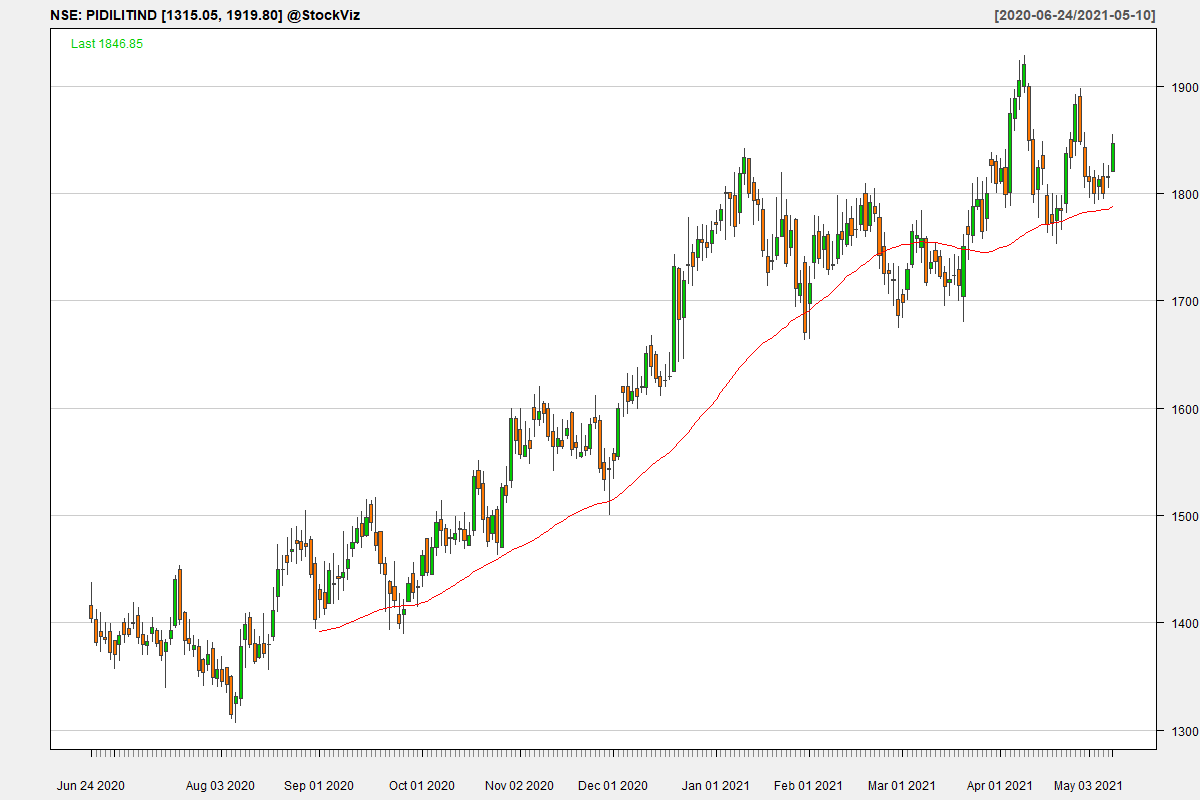 NSE: PIDILITIND [1315.05, 1919.80] @StockViz [2020-06-24/2021-05-10]
Last 1846.85
1900
1800
1700
1600
1500
1400
1300
Jun 24 2020 Aug 03 2020 Sep 01 2020 Oct 01 2020 Nov 02 2020 Dec 01 2020 Jan 01 2021 Feb 01 2021 Mar 01 2021 Apr 01 2021 May 03 2021